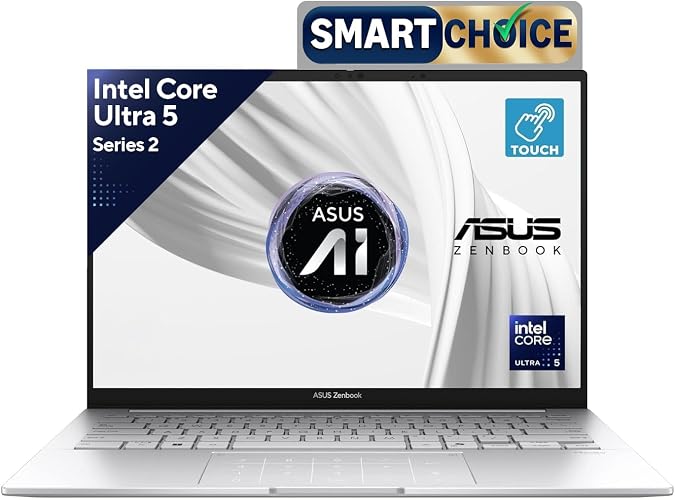 SMART CHOICE
Intel Core
Ultra 5
Series 2
TOUCH
ASUS
Ai
ASUS
ZENBOOK
intel
CORE
ULTRA 5
ASUS Zenbook